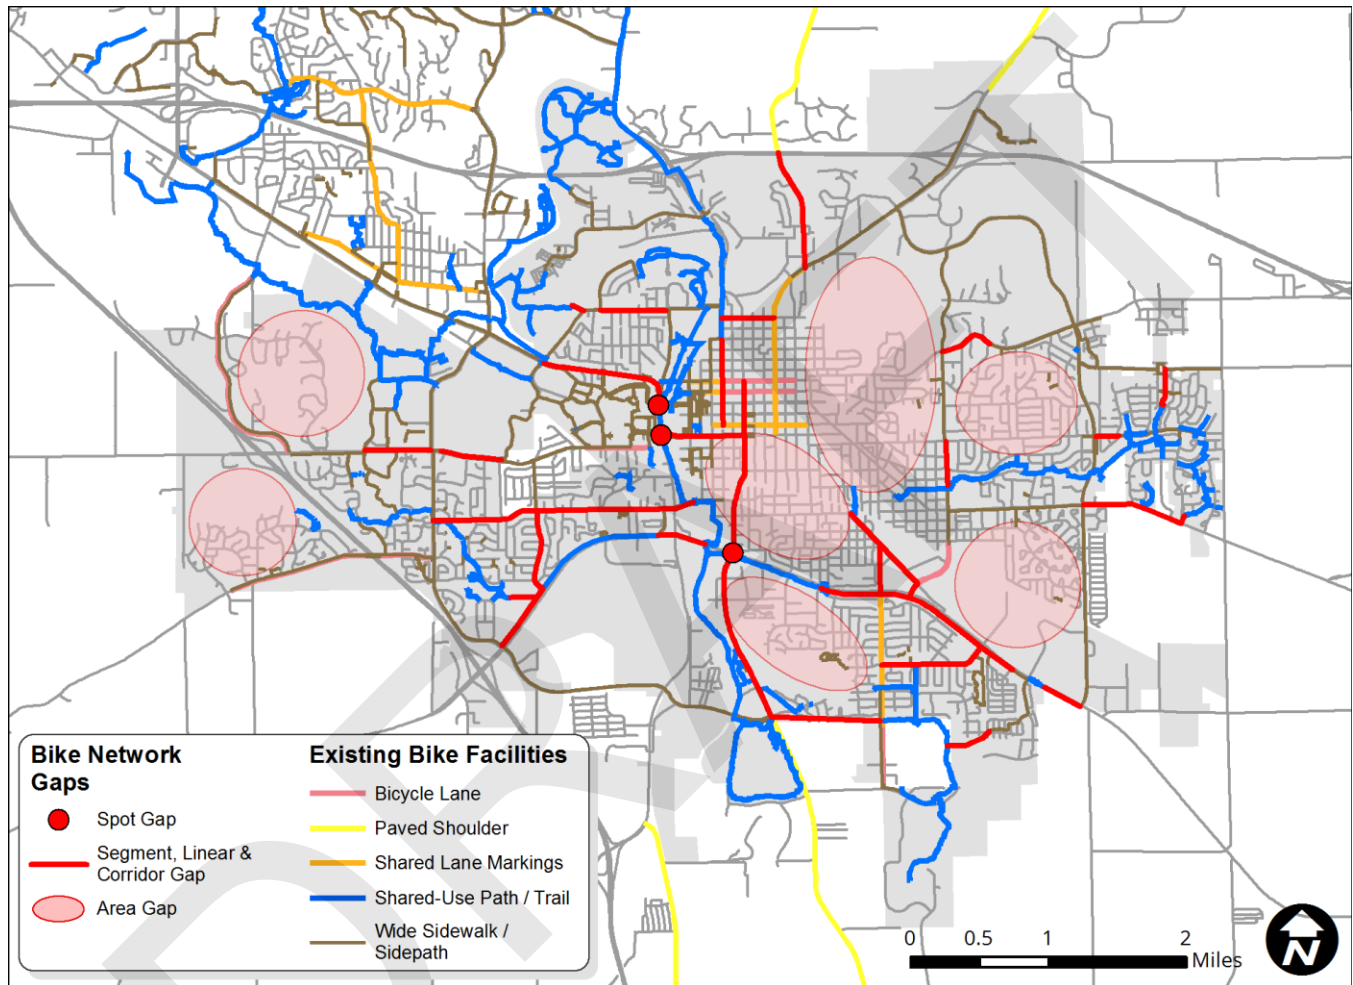 DRAFT
Bike Network
Gaps
Spot Gap
Segment, Linear &
Corridor Gap
Area Gap
Existing Bike Facilities
Bicycle Lane
Paved Shoulder
Shared Lane Markings
Shared-Use Path / Trail
Wide Sidewalk /
Sidepath
0 0.5 1 2
Miles
N